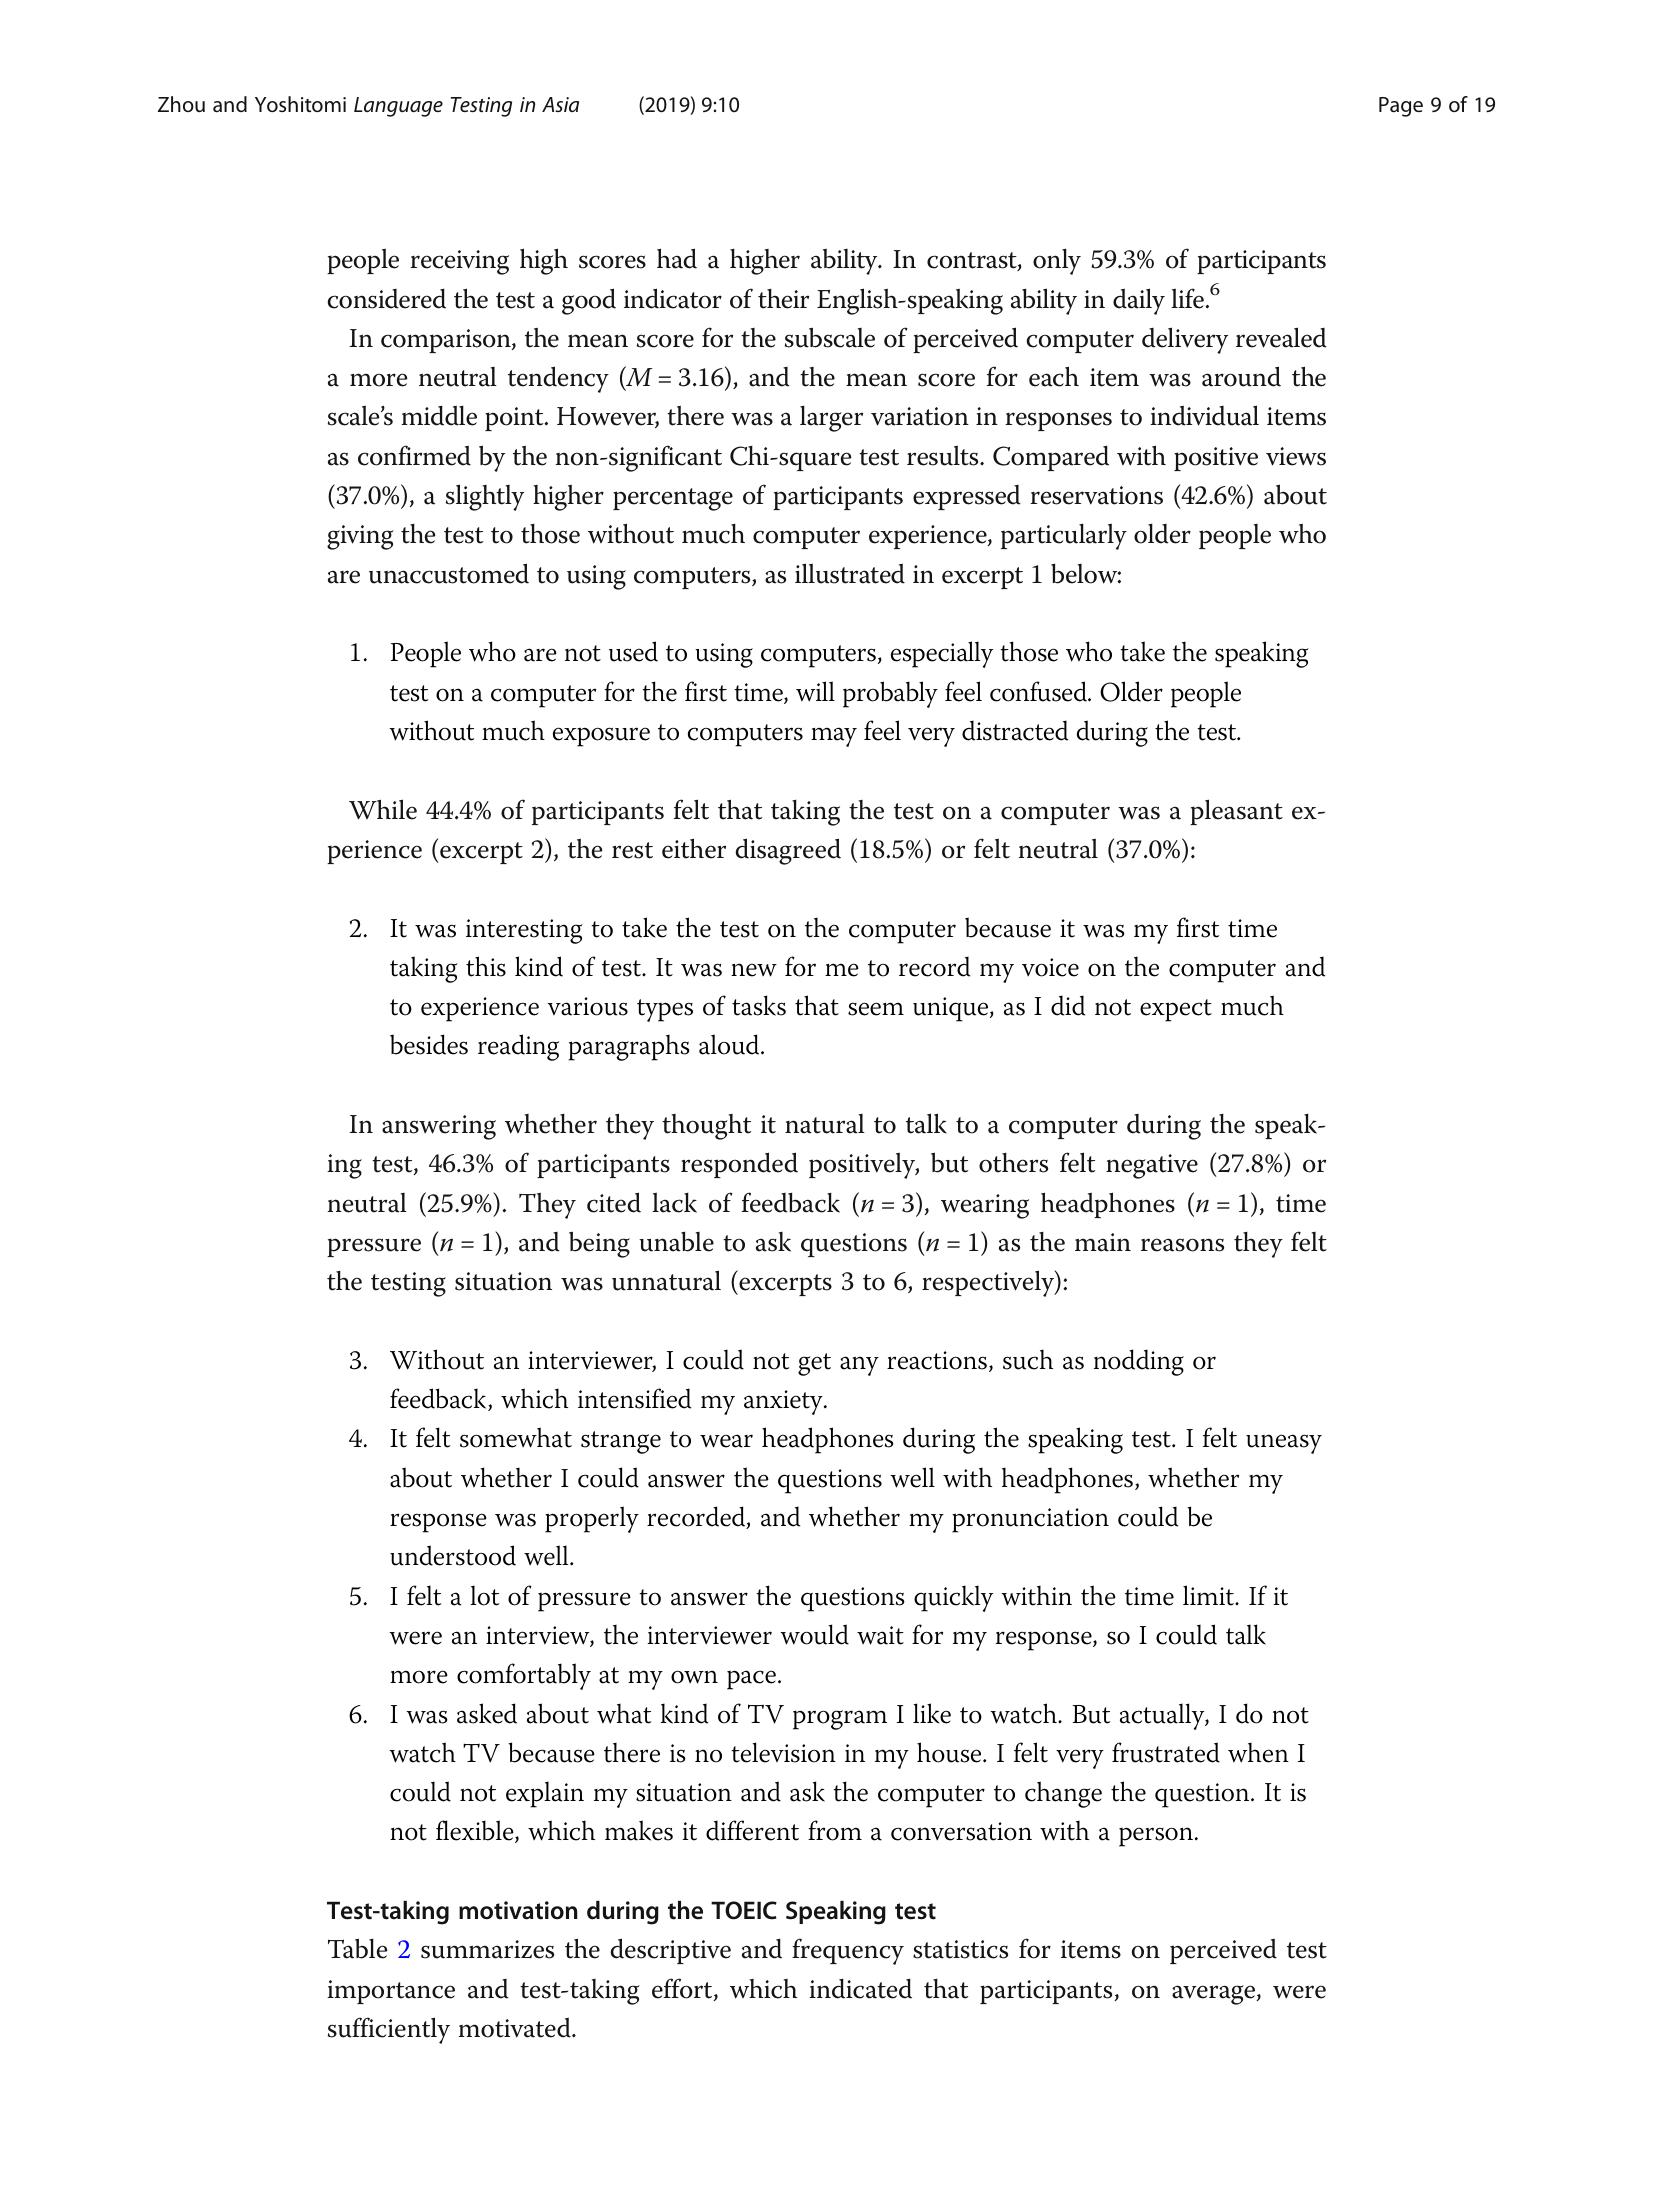 Zhou and Yoshitomi Language Testing in Asia (2019) 9:10 Page 9 of 19
people receiving high scores had a higher ability. In contrast, only 59.3% of participants
considered the test a good indicator of their English-speaking ability in daily life.6
In comparison, the mean score for the subscale of perceived computer delivery revealed
a more neutral tendency (M = 3.16), and the mean score for each item was around the
scale’s middle point. However, there was a larger variation in responses to individual items
as confirmed by the non-significant Chi-square test results. Compared with positive views
(37.0%), a slightly higher percentage of participants expressed reservations (42.6%) about
giving the test to those without much computer experience, particularly older people who
are unaccustomed to using computers, as illustrated in excerpt 1 below:
1. People who are not used to using computers, especially those who take the speaking
test on a computer for the first time, will probably feel confused. Older people
without much exposure to computers may feel very distracted during the test.
While 44.4% of participants felt that taking the test on a computer was a pleasant ex-
perience (excerpt 2), the rest either disagreed (18.5%) or felt neutral (37.0%):
2. It was interesting to take the test on the computer because it was my first time
taking this kind of test. It was new for me to record my voice on the computer and
to experience various types of tasks that seem unique, as I did not expect much
besides reading paragraphs aloud.
In answering whether they thought it natural to talk to a computer during the speak-
ing test, 46.3% of participants responded positively, but others felt negative (27.8%) or
neutral (25.9%). They cited lack of feedback (n = 3), wearing headphones (n = 1), time
pressure (n = 1), and being unable to ask questions (n = 1) as the main reasons they felt
the testing situation was unnatural (excerpts 3 to 6, respectively):
3. Without an interviewer, I could not get any reactions, such as nodding or
feedback, which intensified my anxiety.
4. It felt somewhat strange to wear headphones during the speaking test. I felt uneasy
about whether I could answer the questions well with headphones, whether my
response was properly recorded, and whether my pronunciation could be
understood well.
5. I felt a lot of pressure to answer the questions quickly within the time limit. If it
were an interview, the interviewer would wait for my response, so I could talk
more comfortably at my own pace.
6. I was asked about what kind of TV program I like to watch. But actually, I do not
watch TV because there is no television in my house. I felt very frustrated when I
could not explain my situation and ask the computer to change the question. It is
not flexible, which makes it different from a conversation with a person.
Test-taking motivation during the TOEIC Speaking test
Table 2 summarizes the descriptive and frequency statistics for items on perceived test
importance and test-taking effort, which indicated that participants, on average, were
sufficiently motivated.